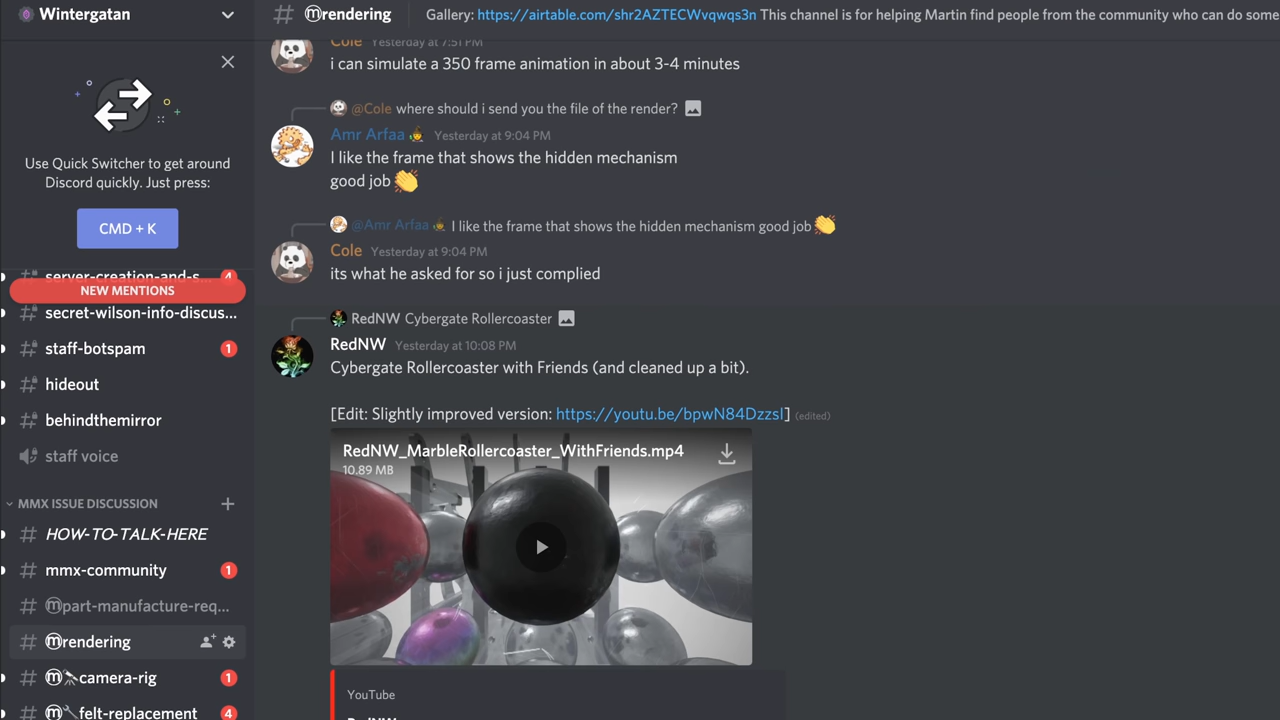 Wintergatan
Use Quick Switcher to get around
Discord quickly. Just press:
CMD + K
server-creation-and-s... 4
NEW MENTIONS
secret-wilson-info-discus...
staff-botspam 1
hideout
behindthemirror
staff voice
MMX ISSUE DISCUSSION
HOW-TO-TALK-HERE
mmx-community 1
ⓜpart-manufacture-req...
ⓜrendering
ⓜ🔭camera-rig 1
ⓜ🔧felt-replacement 4
# ⓜrendering
Gallery: https://airtable.com/shr2AZTECWvqwqs3n This channel is for helping Martin find people from the community who can do some
Cole Yesterday at 7:51 PM
i can simulate a 350 frame animation in about 3-4 minutes
@Cole where should i send you the file of the render?
Amr Arfaa Yesterday at 9:04 PM
I like the frame that shows the hidden mechanism
good job 👏
@Amr Arfaa I like the frame that shows the hidden mechanism good job 👏
Cole Yesterday at 9:04 PM
its what he asked for so i just complied
RedNW Cybergate Rollercoaster
RedNW Yesterday at 10:08 PM
Cybergate Rollercoaster with Friends (and cleaned up a bit).
[Edit: Slightly improved version: https://youtu.be/bpwN84DzzsI] (edited)
RedNW_MarbleRollercoaster_WithFriends.mp4
10.89 MB
YouTube
RedNW